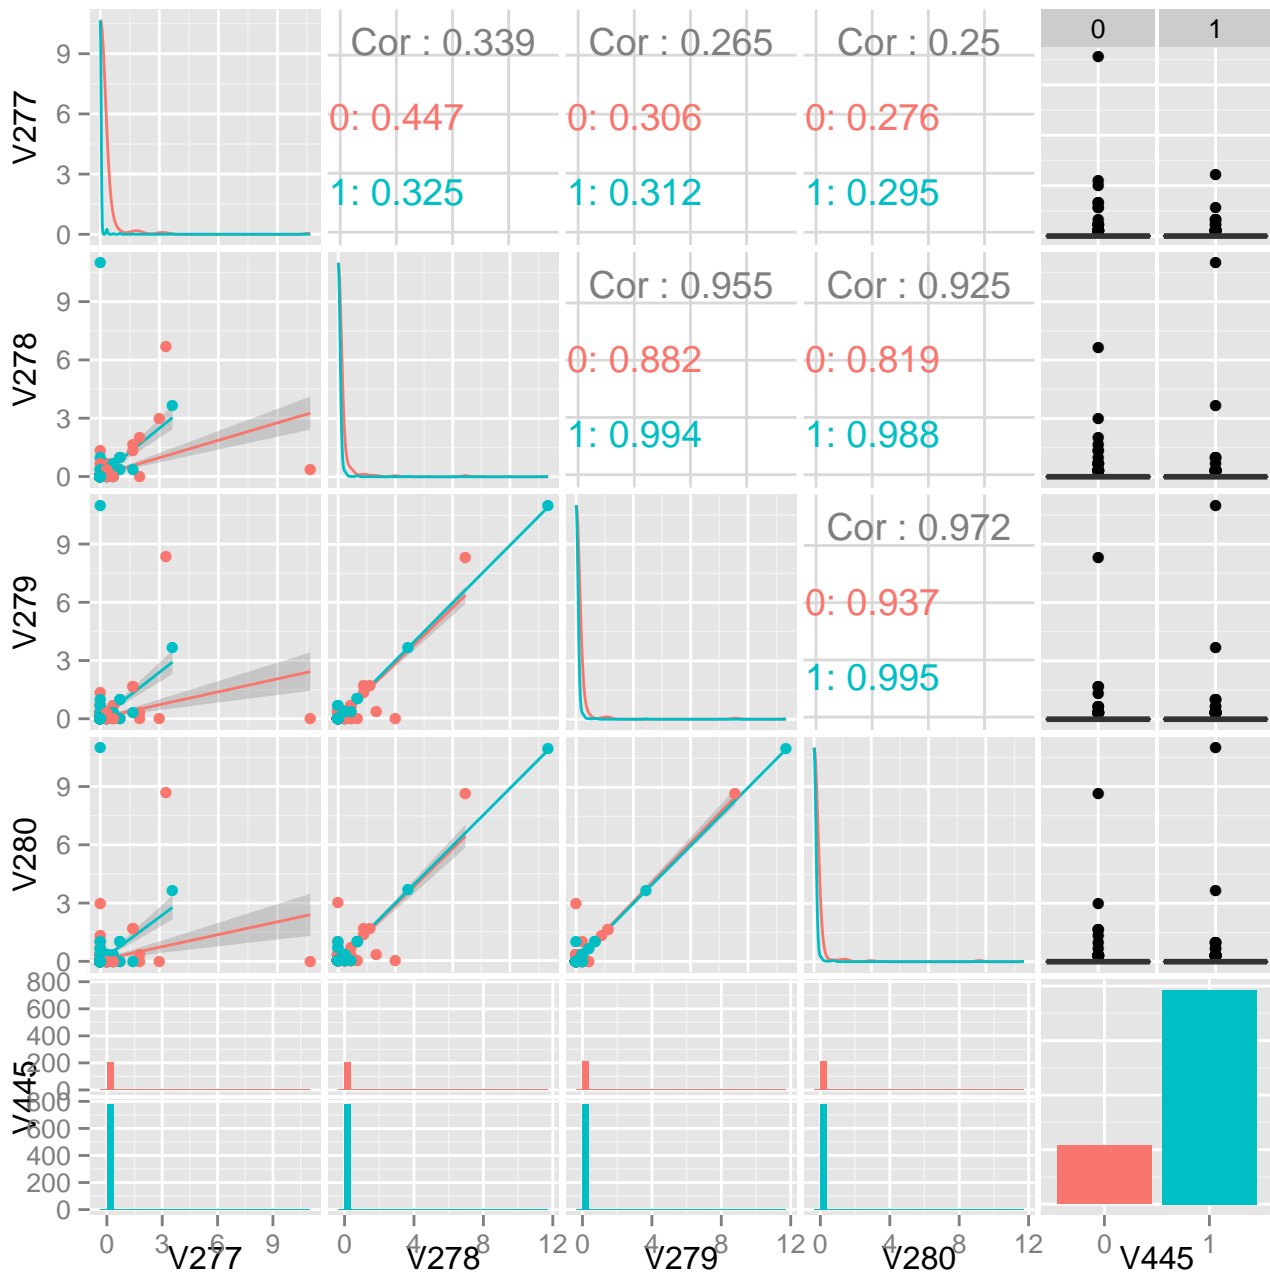 Cor : 0.339
Cor : 0.265
Cor : 0.25
0
1
V277
9
6
3
0
0: 0.447
0: 0.306
0: 0.276
1: 0.325
1: 0.312
1: 0.295
V278
9
6
3
0
Cor : 0.955
Cor : 0.925
0: 0.882
0: 0.819
1: 0.994
1: 0.988
V279
9
6
3
0
Cor : 0.972
0: 0.937
1: 0.995
V280
9
6
3
0
V445
800
600
400
200
0
800
600
400
200
0
0 3 6 9
V277
0 4 8 12
V278
0 4 8 12
V279
0 4 8 12
V280
0 1
V445